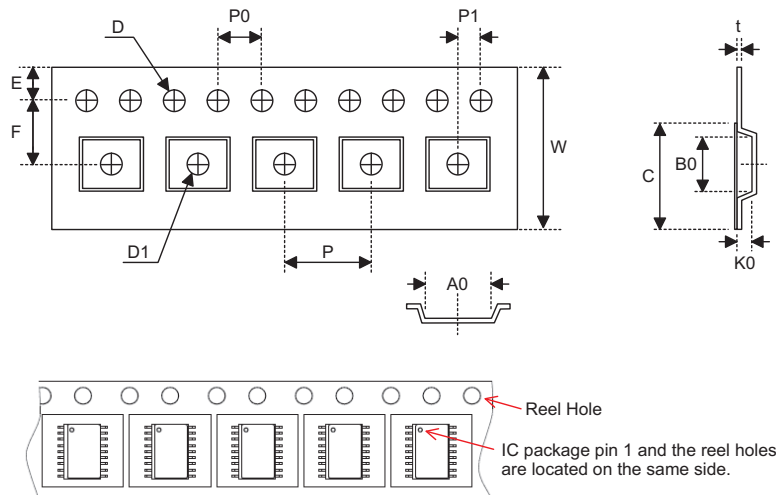 P0
P1
D
t
E
F
W
B0
C
D1
P
K0
A0
Reel Hole
IC package pin 1 and the reel holes
are located on the same side.